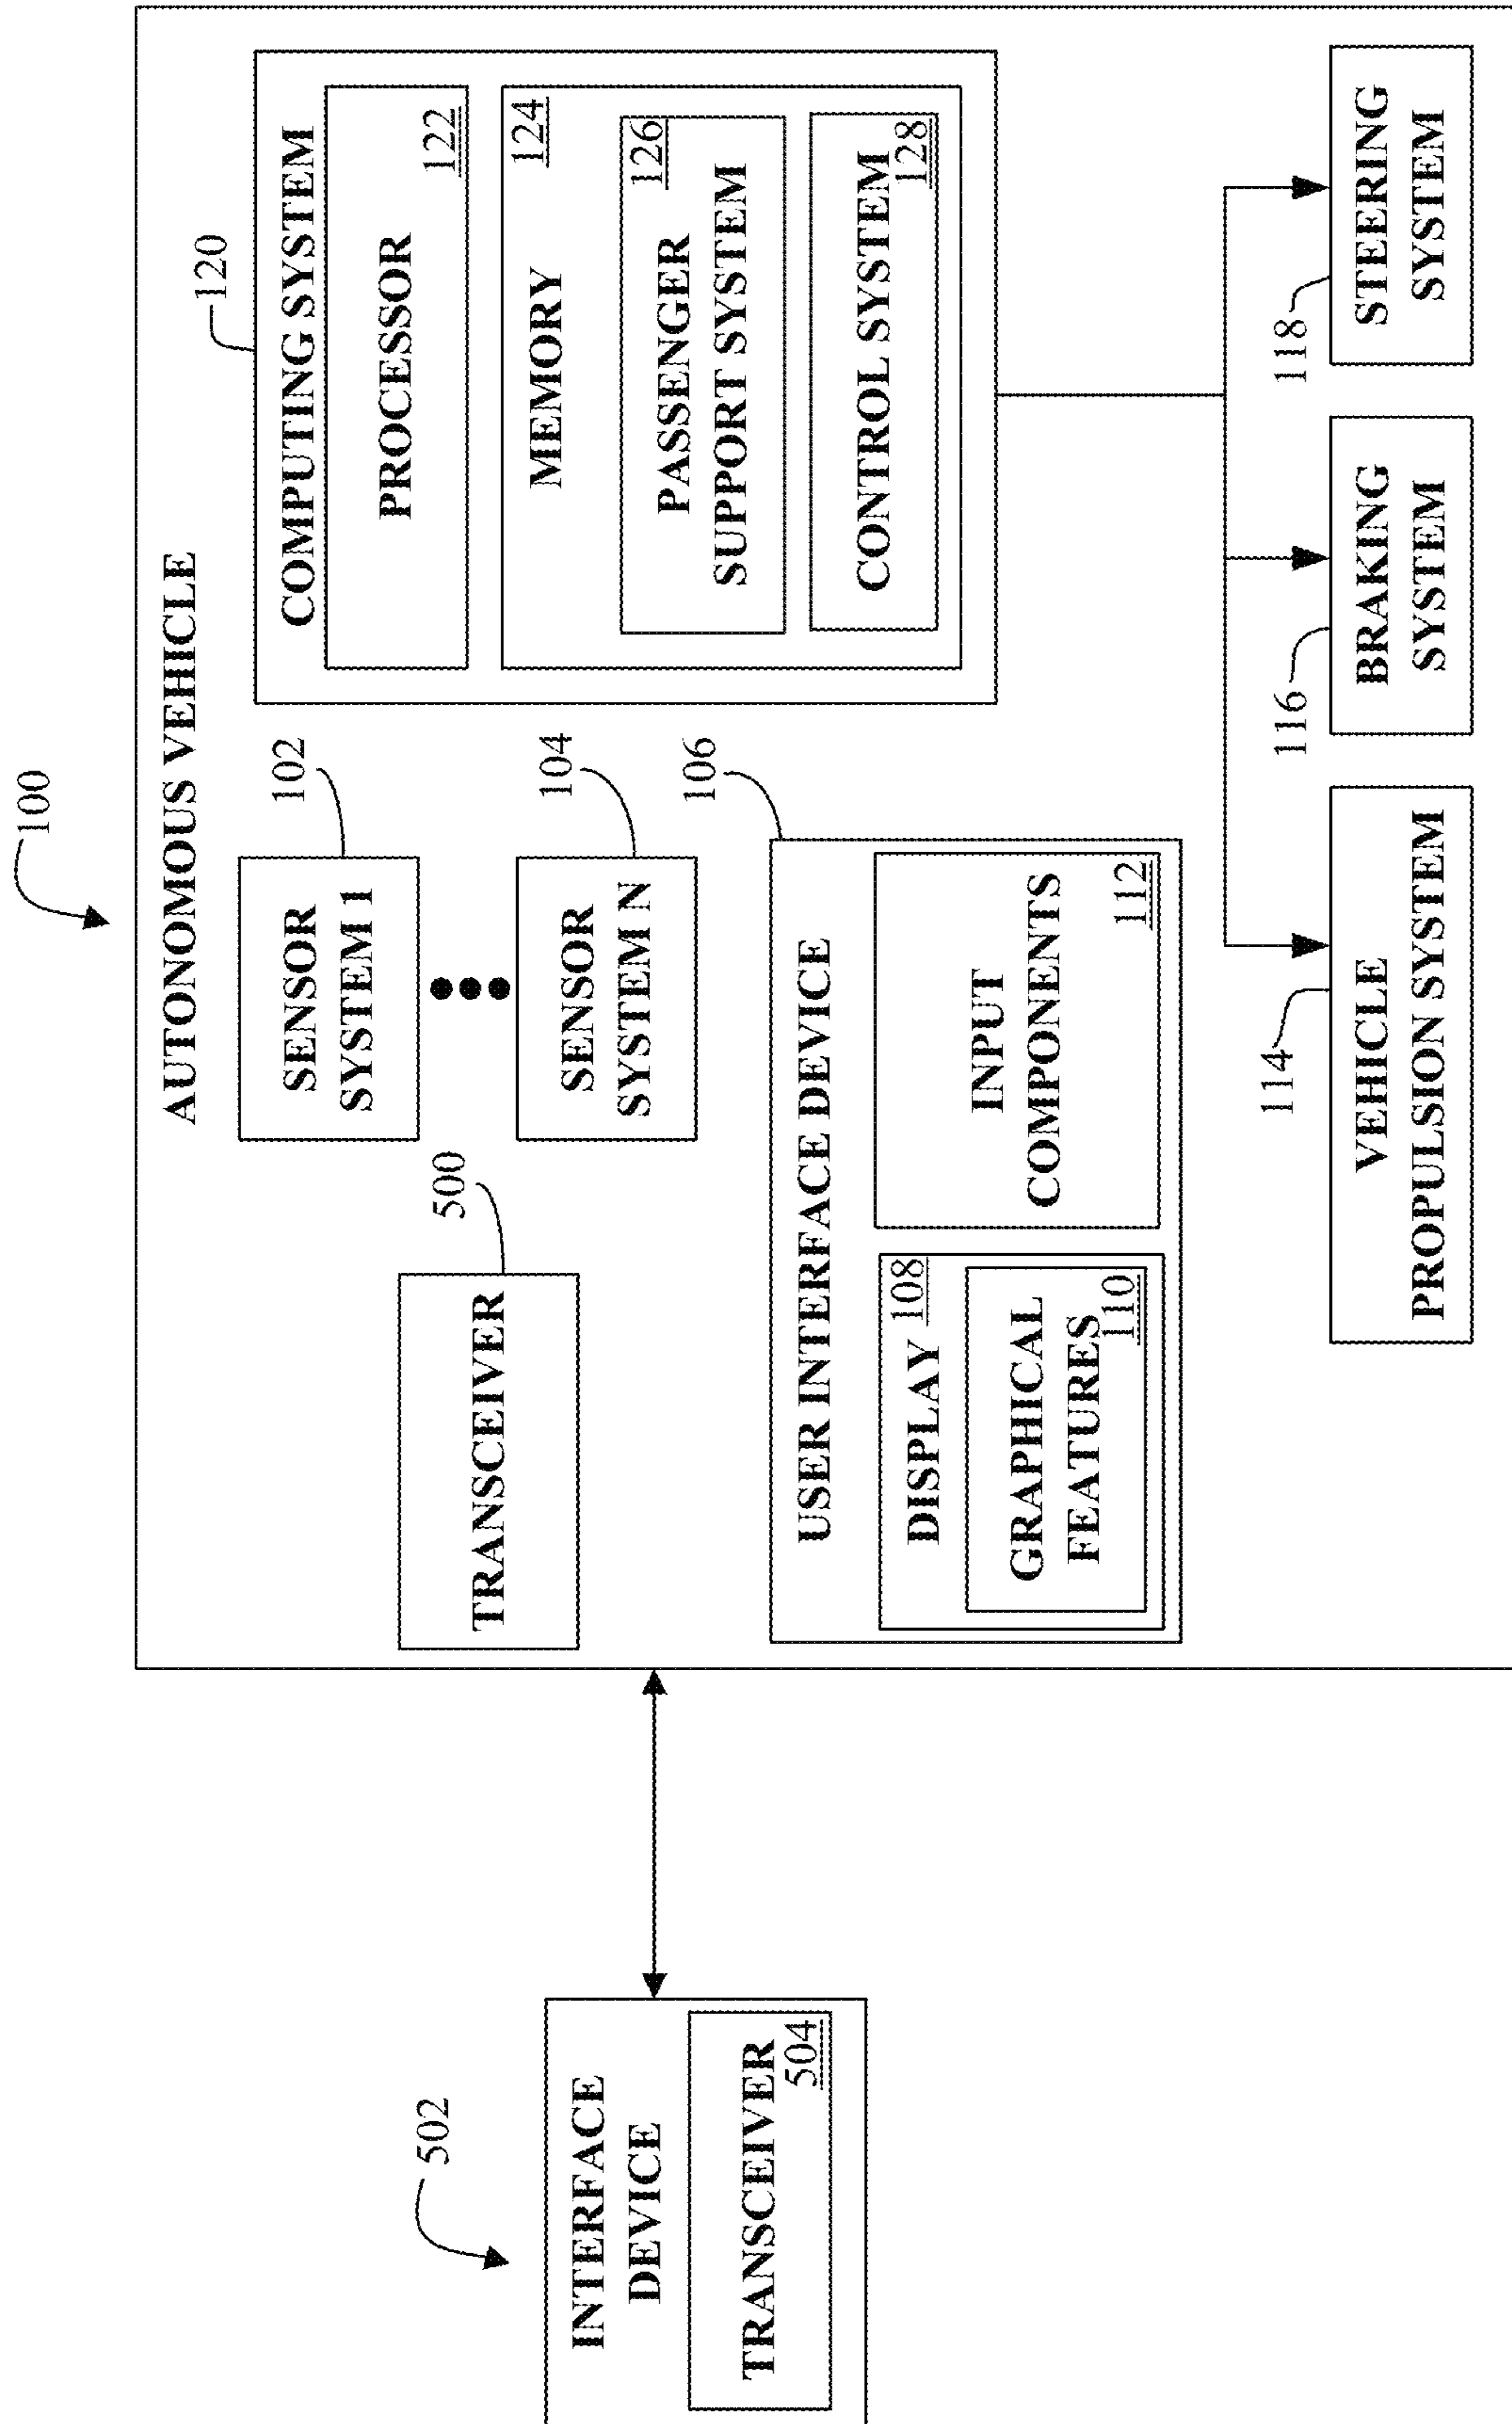 100
AUTONOMOUS VEHICLE
502
INTERFACE
DEVICE
TRANSCEIVER
504
TRANSCEIVER
500
SENSOR
SYSTEM 1
102
SENSOR
SYSTEM N
104
120
COMPUTING SYSTEM
PROCESSOR
122
MEMORY
124
PASSENGER
SUPPORT SYSTEM
126
CONTROL SYSTEM
128
106
USER INTERFACE DEVICE
DISPLAY
108
GRAPHICAL
FEATURES
110
INPUT
COMPONENTS
112
114
VEHICLE
PROPULSION SYSTEM
116
BRAKING
SYSTEM
118
STEERING
SYSTEM